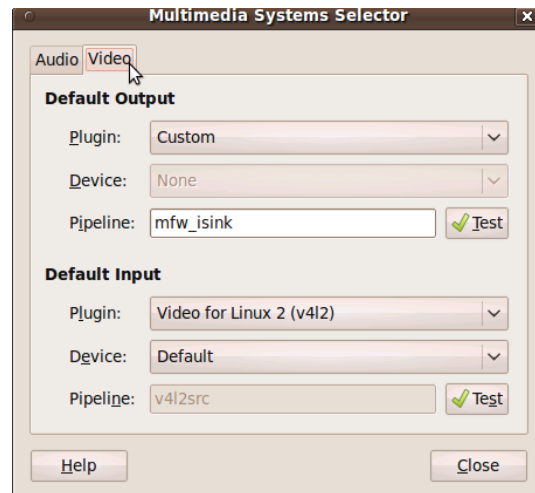 Multimedia Systems Selector
Audio Video
Default Output
Plugin: Custom
Device: None
Pipeline: mfw_isink Test
Default Input
Plugin: Video for Linux 2 (v4l2)
Device: Default
Pipeline: v4l2src Test
Help Close